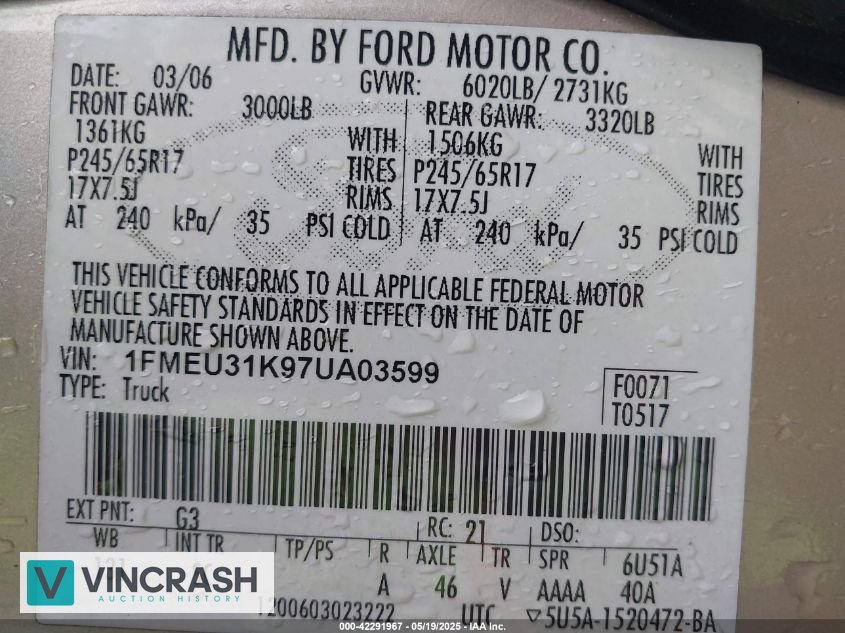 MFD. BY FORD MOTOR CO.
DATE: 03/06 GVWR: 6020LB/ 2731KG
FRONT GAWR: 3000LB REAR GAWR: 3320LB
1361KG WITH 1506KG WITH
P245/65R17 TIRES P245/65R17 TIRES
17X7.5J RIMS 17X7.5J RIMS
AT 240 kPa/ 35 PSI COLD AT 240 kPa/ 35 PSI COLD
THIS VEHICLE CONFORMS TO ALL APPLICABLE FEDERAL MOTOR
VEHICLE SAFETY STANDARDS IN EFFECT ON THE DATE OF
MANUFACTURE SHOWN ABOVE.
VIN: 1FMEU31K97UA03599
TYPE: Truck
F0071
T0517
EXT PNT: G3 RC: 21 DSO:
WB INT TR TP/PS R AXLE TR SPR 6U51A
A 46 V AAAA 40A
1200603023222 UTC ▽5U5A-1520472-BA
V VINCRASH
AUCTION HISTORY
000-42291967 — 05/19/2025 — IAA Inc.